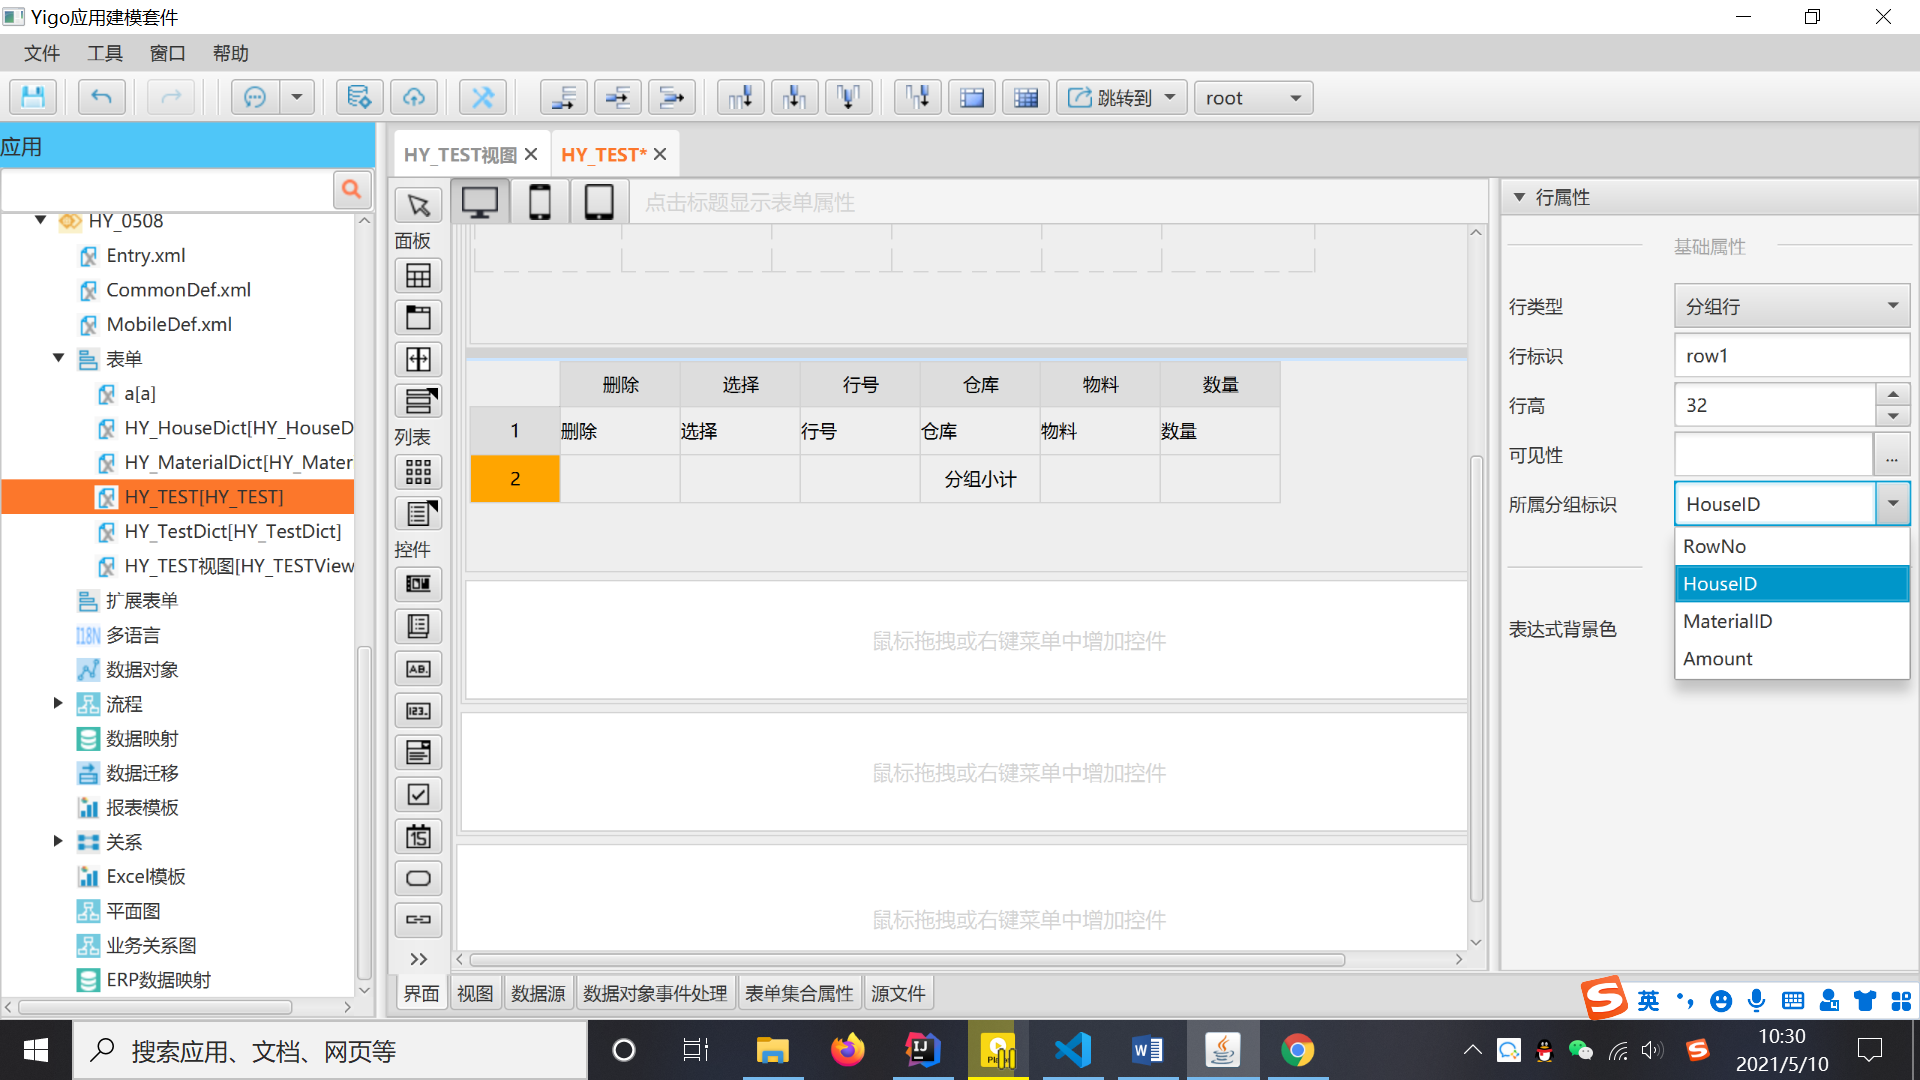 Yigo应用建模套件
文件 工具 窗口 帮助
跳转到 root
应用
HY_0508
Entry.xml
CommonDef.xml
MobileDef.xml
表单
a[a]
HY_HouseDict[HY_HouseD
HY_MaterialDict[HY_Mater
HY_TEST[HY_TEST]
HY_TestDict[HY_TestDict]
HY_TEST视图[HY_TESTView
扩展表单
I18N 多语言
数据对象
流程
数据映射
数据迁移
报表模板
关系
Excel模板
平面图
业务关系图
ERP数据映射
HY_TEST视图 HY_TEST*
点击标题显示表单属性
面板
列表
控件
AB.
123.
15
删除 选择 行号 仓库 物料 数量
1 删除 选择 行号 仓库 物料 数量
2 分组小计
鼠标拖拽或右键菜单中增加控件
鼠标拖拽或右键菜单中增加控件
鼠标拖拽或右键菜单中增加控件
界面 视图 数据源 数据对象事件处理 表单集合属性 源文件
行属性
基础属性
行类型 分组行
行标识 row1
行高 32
可见性 ...
所属分组标识 HouseID
RowNo
HouseID
MaterialID
Amount
表达式背景色
英
搜索应用、文档、网页等
10:30
2021/5/10